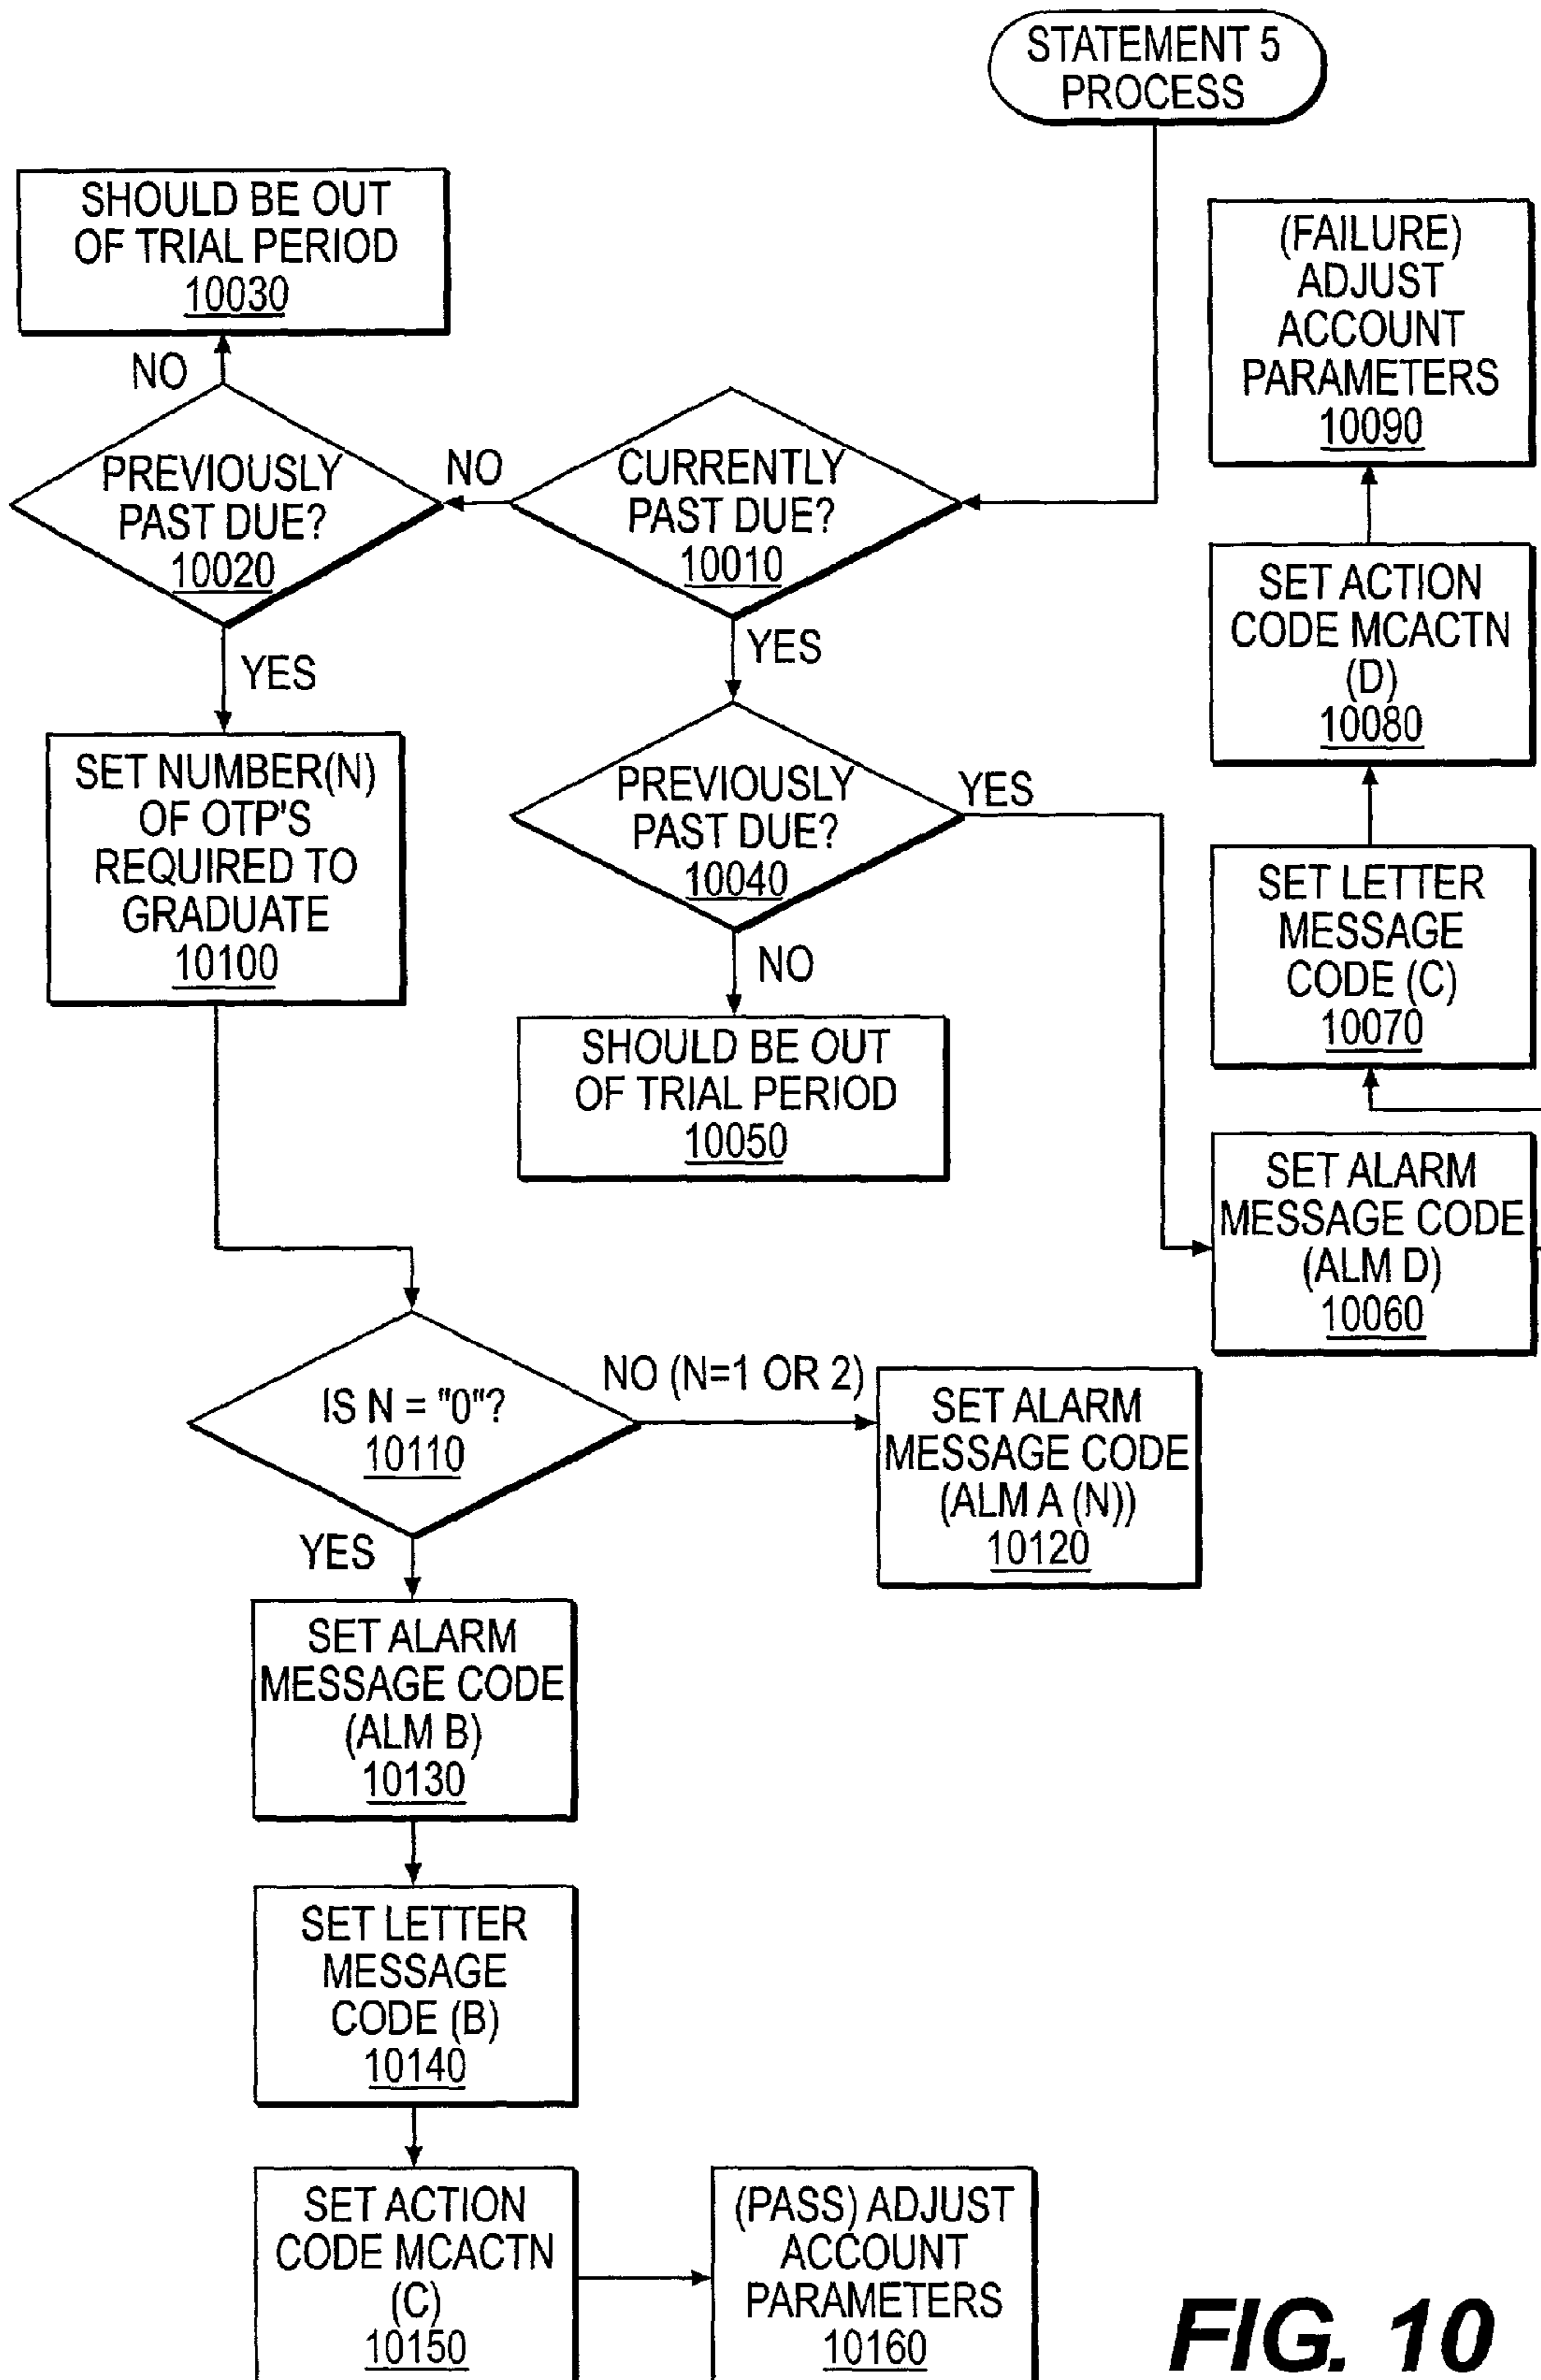 STATEMENT 5
PROCESS
SHOULD BE OUT
OF TRIAL PERIOD
10030
(FAILURE)
ADJUST
ACCOUNT
PARAMETERS
10090
NO
PREVIOUSLY
PAST DUE?
10020
NO
CURRENTLY
PAST DUE?
10010
SET ACTION
CODE MCACTN
(D)
10080
YES
YES
SET NUMBER(N)
OF OTP'S
REQUIRED TO
GRADUATE
10100
PREVIOUSLY
PAST DUE?
10040
YES
SET LETTER
MESSAGE
CODE (C)
10070
NO
SHOULD BE OUT
OF TRIAL PERIOD
10050
SET ALARM
MESSAGE CODE
(ALM D)
10060
IS N = "0"?
10110
NO (N=1 OR 2)
SET ALARM
MESSAGE CODE
(ALM A (N))
10120
YES
SET ALARM
MESSAGE CODE
(ALM B)
10130
SET LETTER
MESSAGE
CODE (B)
10140
SET ACTION
CODE MCACTN
(C)
10150
(PASS) ADJUST
ACCOUNT
PARAMETERS
10160
FIG. 10